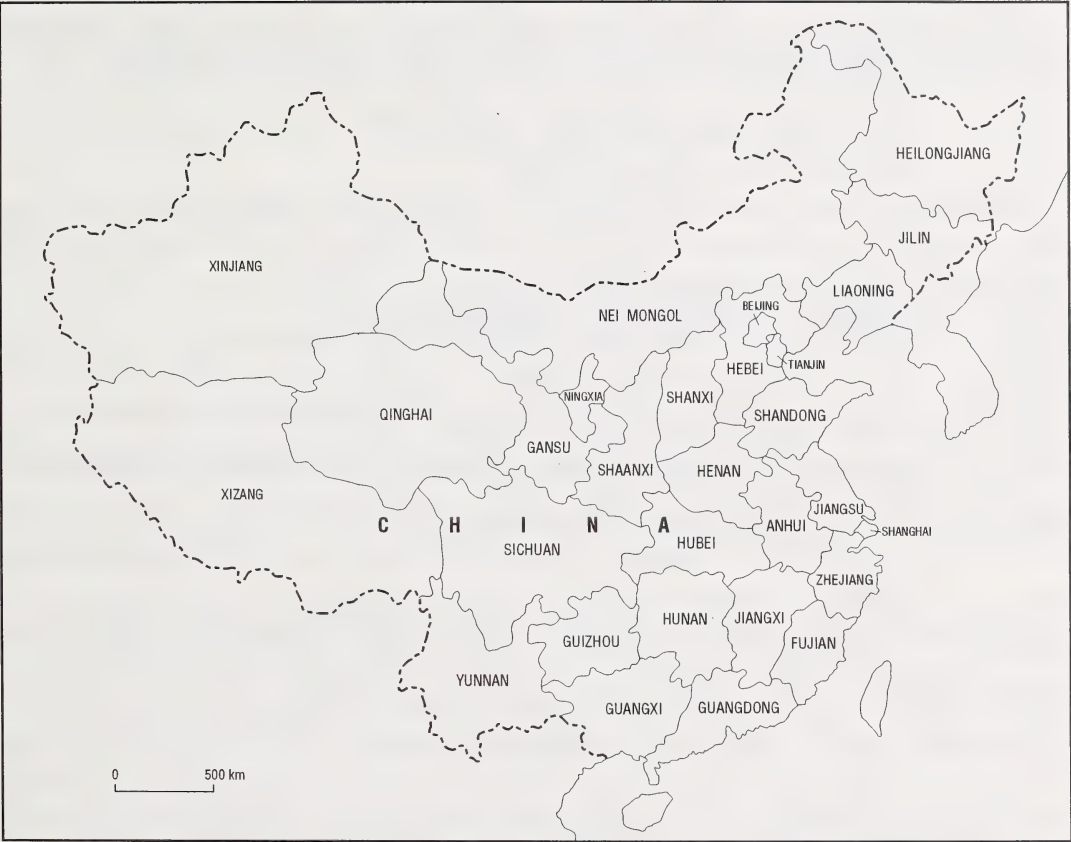 HEILONGJIANG
JILIN
XINJIANG
LIAONING
BEIJING
NEI MONGOL
TIANJIN
HEBEI
NINGXIA
SHANXI
QINGHAI
SHANDONG
GANSU
SHAANXI
HENAN
XIZANG
JIANGSU
CHINA
ANHUI
SHANGHAI
SICHUAN
HUBEI
ZHEJIANG
HUNAN
JIANGXI
GUIZHOU
FUJIAN
YUNNAN
GUANGXI
GUANGDONG
0 500 km